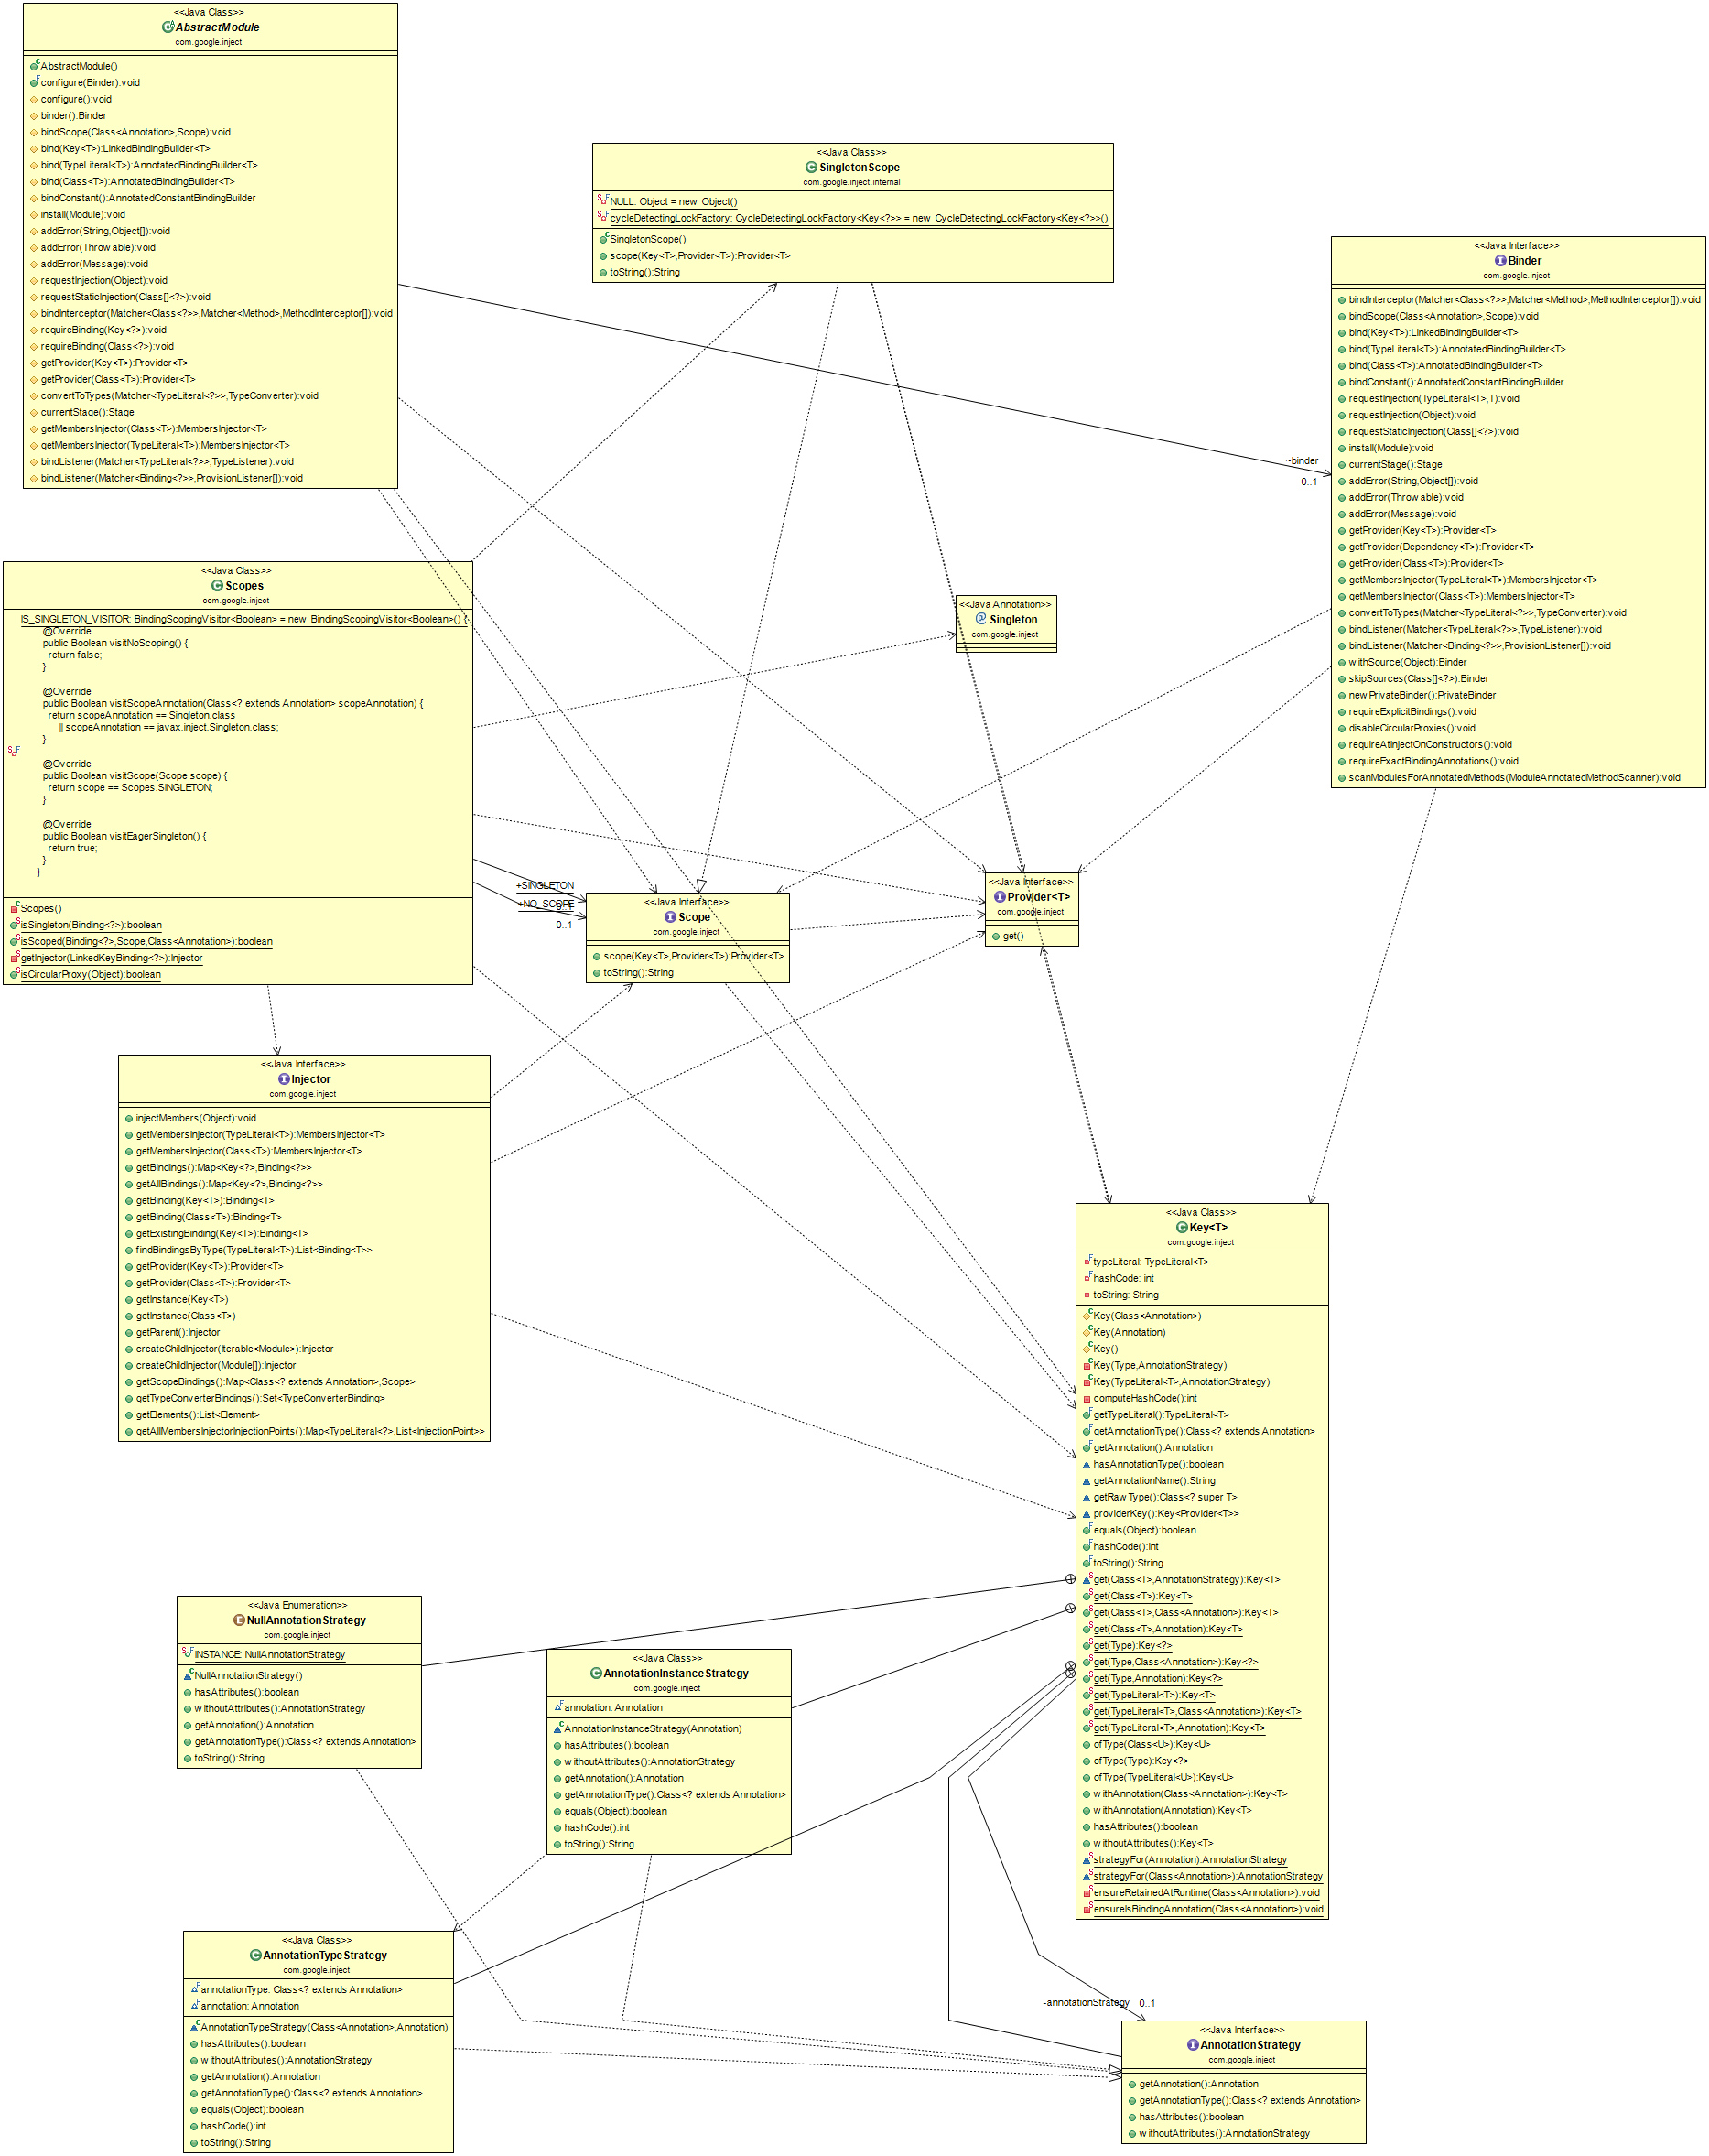 <<Java Class>>
AbstractModule
com.google.inject
AbstractModule()
configure(Binder):void
configure():void
binder():Binder
bindScope(Class<Annotation>,Scope):void
bind(Key<T>):LinkedBindingBuilder<T>
bind(TypeLiteral<T>):AnnotatedBindingBuilder<T>
bind(Class<T>):AnnotatedBindingBuilder<T>
bindConstant():AnnotatedConstantBindingBuilder
install(Module):void
addError(String,Object[]):void
addError(Throwable):void
addError(Message):void
requestInjection(Object):void
requestStaticInjection(Class[]<?>):void
bindInterceptor(Matcher<Class<?>>,Matcher<Method>,MethodInterceptor[]):void
requireBinding(Key<?>):void
requireBinding(Class<?>):void
getProvider(Key<T>):Provider<T>
getProvider(Class<T>):Provider<T>
convertToTypes(Matcher<TypeLiteral<?>>,TypeConverter):void
currentStage():Stage
getMembersInjector(Class<T>):MembersInjector<T>
getMembersInjector(TypeLiteral<T>):MembersInjector<T>
bindListener(Matcher<TypeLiteral<?>>,TypeListener):void
bindListener(Matcher<Binding<?>>,ProvisionListener[]):void
<<Java Class>>
SingletonScope
com.google.inject.internal
NULL: Object = new Object()
cycleDetectingLockFactory: CycleDetectingLockFactory<Key<?>> = new CycleDetectingLockFactory<Key<?>>()
SingletonScope()
scope(Key<T>,Provider<T>):Provider<T>
toString():String
<<Java Interface>>
Binder
com.google.inject
bindInterceptor(Matcher<Class<?>>,Matcher<Method>,MethodInterceptor[]):void
bindScope(Class<Annotation>,Scope):void
bind(Key<T>):LinkedBindingBuilder<T>
bind(TypeLiteral<T>):AnnotatedBindingBuilder<T>
bind(Class<T>):AnnotatedBindingBuilder<T>
bindConstant():AnnotatedConstantBindingBuilder
requestInjection(TypeLiteral<T>,T):void
requestInjection(Object):void
requestStaticInjection(Class[]<?>):void
install(Module):void
currentStage():Stage
addError(String,Object[]):void
addError(Throwable):void
addError(Message):void
getProvider(Key<T>):Provider<T>
getProvider(Dependency<T>):Provider<T>
getProvider(Class<T>):Provider<T>
getMembersInjector(TypeLiteral<T>):MembersInjector<T>
getMembersInjector(Class<T>):MembersInjector<T>
convertToTypes(Matcher<TypeLiteral<?>>,TypeConverter):void
bindListener(Matcher<TypeLiteral<?>>,TypeListener):void
bindListener(Matcher<Binding<?>>,ProvisionListener[]):void
withSource(Object):Binder
skipSources(Class[]<?>):Binder
newPrivateBinder():PrivateBinder
requireExplicitBindings():void
disableCircularProxies():void
requireAtInjectOnConstructors():void
requireExactBindingAnnotations():void
scanModulesForAnnotatedMethods(ModuleAnnotatedMethodScanner):void
~binder
0..1
<<Java Class>>
Scopes
com.google.inject
IS_SINGLETON_VISITOR: BindingScopingVisitor<Boolean> = new BindingScopingVisitor<Boolean>() {
@Override
public Boolean visitNoScoping() {
return false;
}
@Override
public Boolean visitScopeAnnotation(Class<? extends Annotation> scopeAnnotation) {
return scopeAnnotation == Singleton.class
|| scopeAnnotation == javax.inject.Singleton.class;
}
@Override
public Boolean visitScope(Scope scope) {
return scope == Scopes.SINGLETON;
}
@Override
public Boolean visitEagerSingleton() {
return true;
}
}
Scopes()
isSingleton(Binding<?>):boolean
isScoped(Binding<?>,Scope,Class<Annotation>):boolean
getInjector(LinkedKeyBinding<?>):Injector
isCircularProxy(Object):boolean
<<Java Annotation>>
Singleton
com.google.inject
+SINGLETON
+NO_SCOPE
0..1
0..1
<<Java Interface>>
Scope
com.google.inject
scope(Key<T>,Provider<T>):Provider<T>
toString():String
<<Java Interface>>
Provider<T>
com.google.inject
get()
<<Java Interface>>
Injector
com.google.inject
injectMembers(Object):void
getMembersInjector(TypeLiteral<T>):MembersInjector<T>
getMembersInjector(Class<T>):MembersInjector<T>
getBindings():Map<Key<?>,Binding<?>>
getAllBindings():Map<Key<?>,Binding<?>>
getBinding(Key<T>):Binding<T>
getBinding(Class<T>):Binding<T>
getExistingBinding(Key<T>):Binding<T>
findBindingsByType(TypeLiteral<T>):List<Binding<T>>
getProvider(Key<T>):Provider<T>
getProvider(Class<T>):Provider<T>
getInstance(Key<T>)
getInstance(Class<T>)
getParent():Injector
createChildInjector(Iterable<Module>):Injector
createChildInjector(Module[]):Injector
getScopeBindings():Map<Class<? extends Annotation>,Scope>
getTypeConverterBindings():Set<TypeConverterBinding>
getElements():List<Element>
getAllMembersInjectorInjectionPoints():Map<TypeLiteral<?>,List<InjectionPoint>>
<<Java Class>>
Key<T>
com.google.inject
typeLiteral: TypeLiteral<T>
hashCode: int
toString: String
Key(Class<Annotation>)
Key(Annotation)
Key()
Key(Type,AnnotationStrategy)
Key(TypeLiteral<T>,AnnotationStrategy)
computeHashCode():int
getTypeLiteral():TypeLiteral<T>
getAnnotationType():Class<? extends Annotation>
getAnnotation():Annotation
hasAnnotationType():boolean
getAnnotationName():String
getRawType():Class<? super T>
providerKey():Key<Provider<T>>
equals(Object):boolean
hashCode():int
toString():String
get(Class<T>,AnnotationStrategy):Key<T>
get(Class<T>):Key<T>
get(Class<T>,Class<Annotation>):Key<T>
get(Class<T>,Annotation):Key<T>
get(Type):Key<?>
get(Type,Class<Annotation>):Key<?>
get(Type,Annotation):Key<?>
get(TypeLiteral<T>):Key<T>
get(TypeLiteral<T>,Class<Annotation>):Key<T>
get(TypeLiteral<T>,Annotation):Key<T>
ofType(Class<U>):Key<U>
ofType(Type):Key<?>
ofType(TypeLiteral<U>):Key<U>
withAnnotation(Class<Annotation>):Key<T>
withAnnotation(Annotation):Key<T>
hasAttributes():boolean
withoutAttributes():Key<T>
strategyFor(Annotation):AnnotationStrategy
strategyFor(Class<Annotation>):AnnotationStrategy
ensureRetainedAtRuntime(Class<Annotation>):void
ensureIsBindingAnnotation(Class<Annotation>):void
<<Java Enumeration>>
NullAnnotationStrategy
com.google.inject
INSTANCE: NullAnnotationStrategy
NullAnnotationStrategy()
hasAttributes():boolean
withoutAttributes():AnnotationStrategy
getAnnotation():Annotation
getAnnotationType():Class<? extends Annotation>
toString():String
<<Java Class>>
AnnotationInstanceStrategy
com.google.inject
annotation: Annotation
AnnotationInstanceStrategy(Annotation)
hasAttributes():boolean
withoutAttributes():AnnotationStrategy
getAnnotation():Annotation
getAnnotationType():Class<? extends Annotation>
equals(Object):boolean
hashCode():int
toString():String
<<Java Class>>
AnnotationTypeStrategy
com.google.inject
annotationType: Class<? extends Annotation>
annotation: Annotation
AnnotationTypeStrategy(Class<Annotation>,Annotation)
hasAttributes():boolean
withoutAttributes():AnnotationStrategy
getAnnotation():Annotation
getAnnotationType():Class<? extends Annotation>
equals(Object):boolean
hashCode():int
toString():String
-annotationStrategy
0..1
<<Java Interface>>
AnnotationStrategy
com.google.inject
getAnnotation():Annotation
getAnnotationType():Class<? extends Annotation>
hasAttributes():boolean
withoutAttributes():AnnotationStrategy